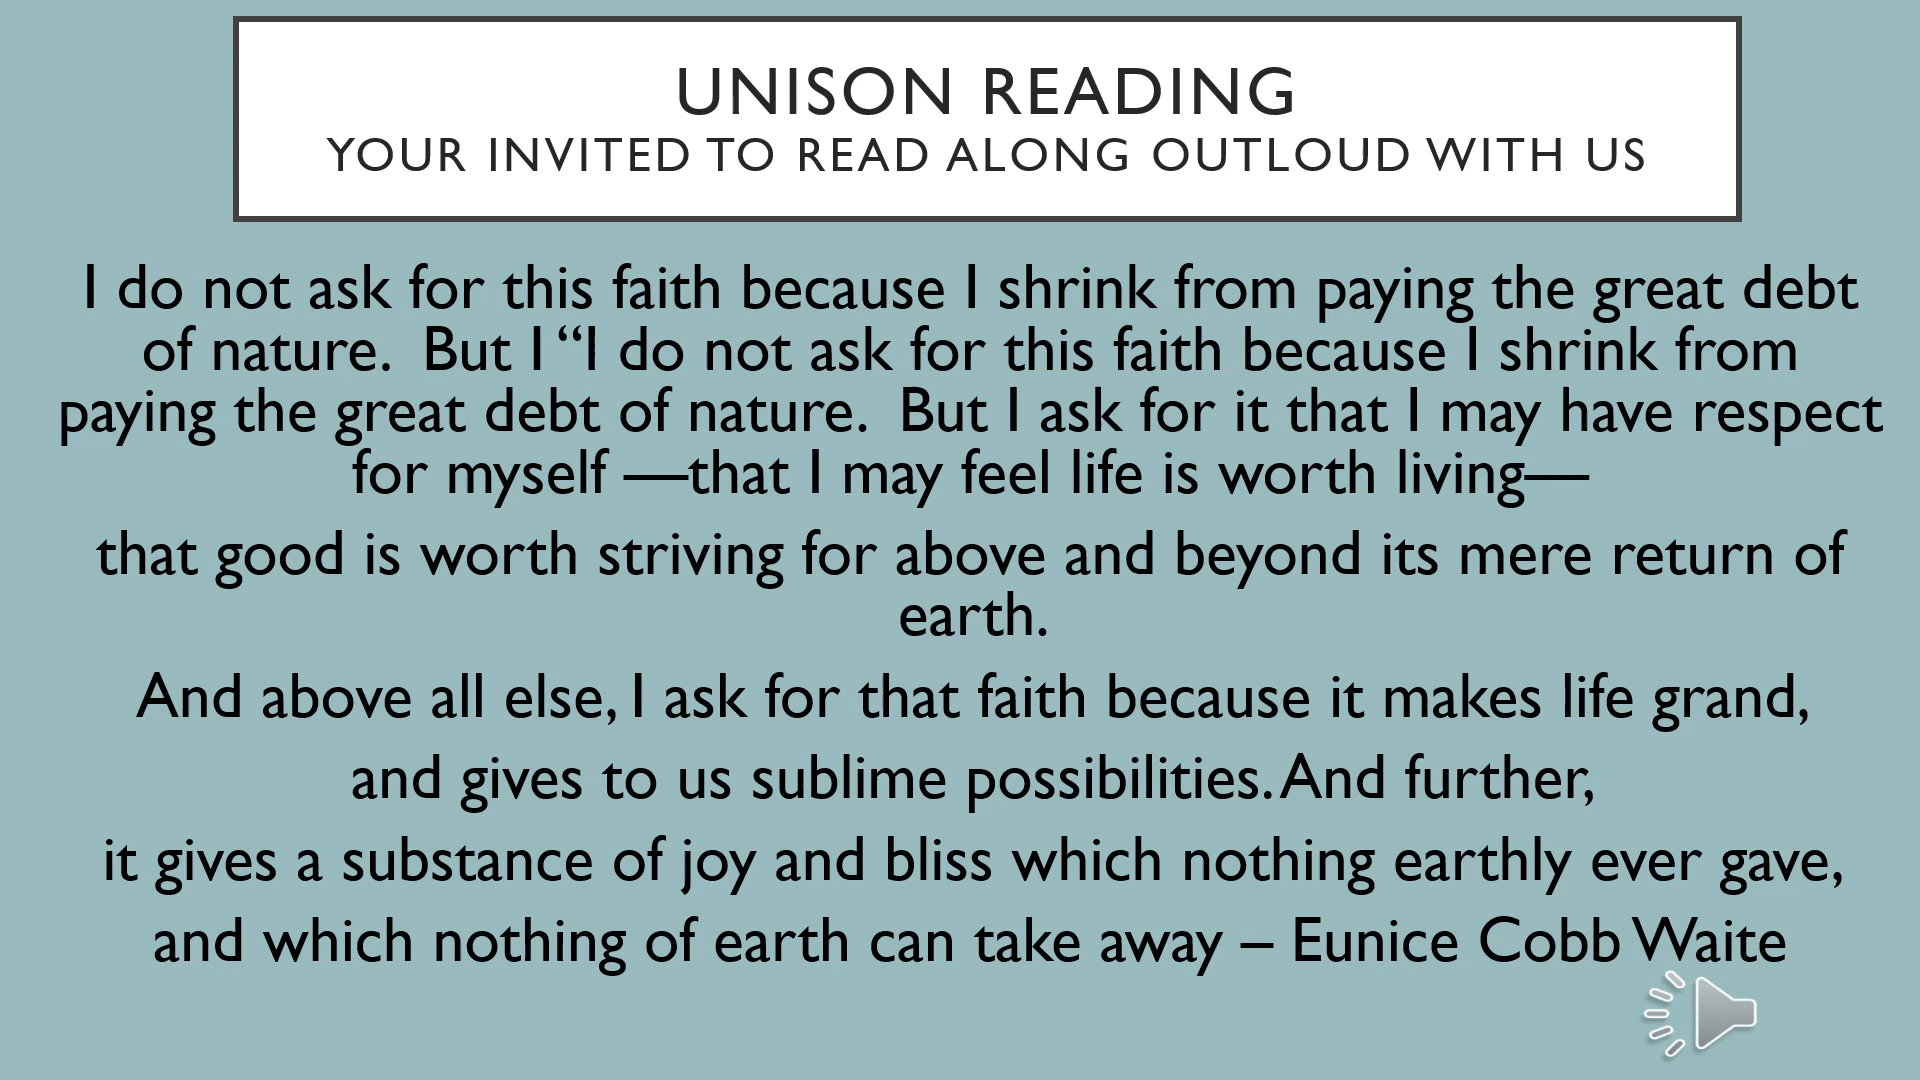 UNISON READING
YOUR INVITED TO READ ALONG OUTLOUD WITH US
I do not ask for this faith because I shrink from paying the great debt
of nature.  But I “I do not ask for this faith because I shrink from
paying the great debt of nature.  But I ask for it that I may have respect
for myself —that I may feel life is worth living—
that good is worth striving for above and beyond its mere return of
earth.
And above all else, I ask for that faith because it makes life grand,
and gives to us sublime possibilities. And further,
it gives a substance of joy and bliss which nothing earthly ever gave,
and which nothing of earth can take away – Eunice Cobb Waite